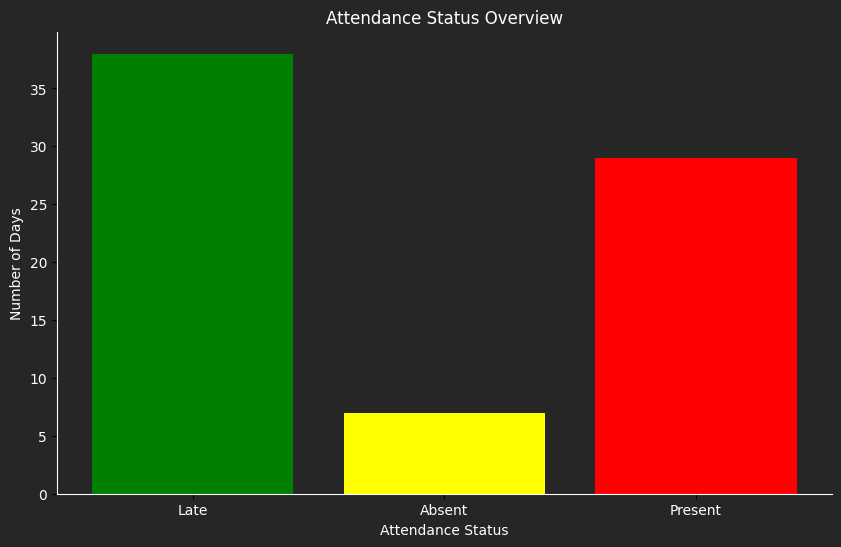 Attendance Status Overview
Number of Days
35
30
25
20
15
10
5
0
Late
Absent
Present
Attendance Status